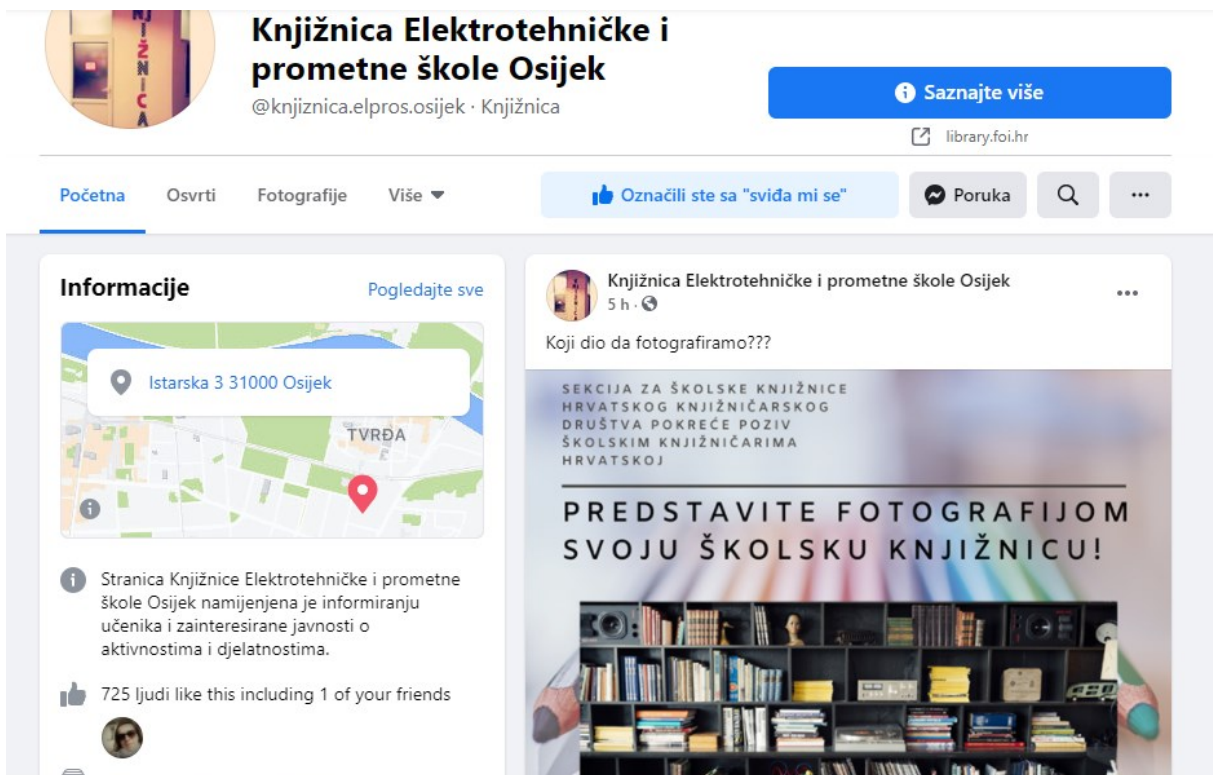 KNJIŽNICA
Knjižnica Elektrotehničke i
prometne škole Osijek
@knjiznica.elpros.osijek · Knjižnica
Saznajte više
library.foi.hr
Početna Osvrti Fotografije Više
Označili ste sa "sviđa mi se"
Poruka
Informacije
Pogledajte sve
Istarska 3 31000 Osijek
TVRĐA
Stranica Knjižnice Elektrotehničke i prometne
škole Osijek namijenjena je informiranju
učenika i zainteresirane javnosti o
aktivnostima i djelatnostima.
725 ljudi like this including 1 of your friends
Knjižnica Elektrotehničke i prometne škole Osijek
5 h ·
Koji dio da fotografiramo???
SEKCIJA ZA ŠKOLSKE KNJIŽNICE
HRVATSKOG KNJIŽNIČARSKOG
DRUŠTVA POKREĆE POZIV
ŠKOLSKIM KNJIŽNIČARIMA
HRVATSKOJ
PREDSTAVITE FOTOGRAFIJOM
SVOJU ŠKOLSKU KNJIŽNICU!